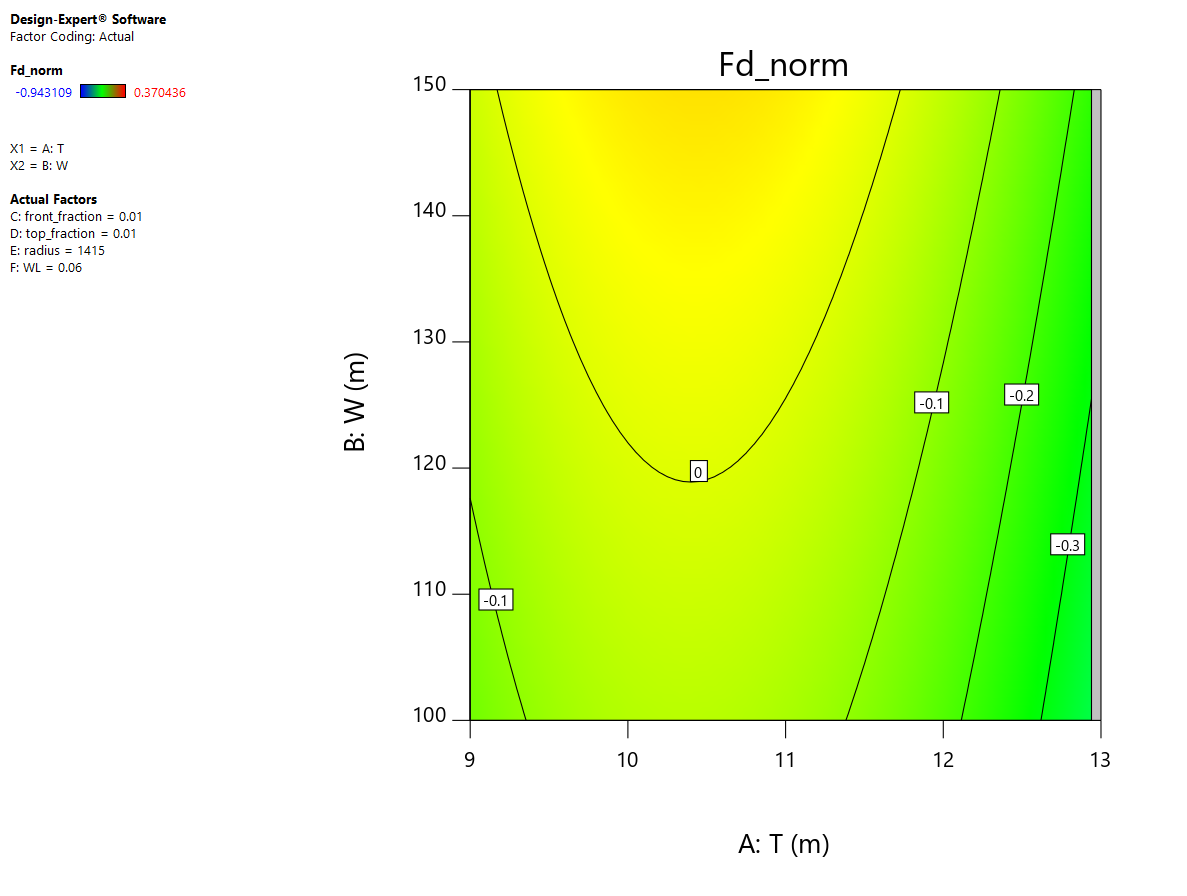 Design-Expert® Software
Factor Coding: Actual
Fd_norm
-0.943109 0.370436
X1 = A: T
X2 = B: W
Actual Factors
C: front_fraction = 0.01
D: top_fraction = 0.01
E: radius = 1415
F: WL = 0.06
Fd_norm
150
140
130
120
110
100
B: W (m)
-0.1
-0.2
0
-0.3
-0.1
9 10 11 12 13
A: T (m)